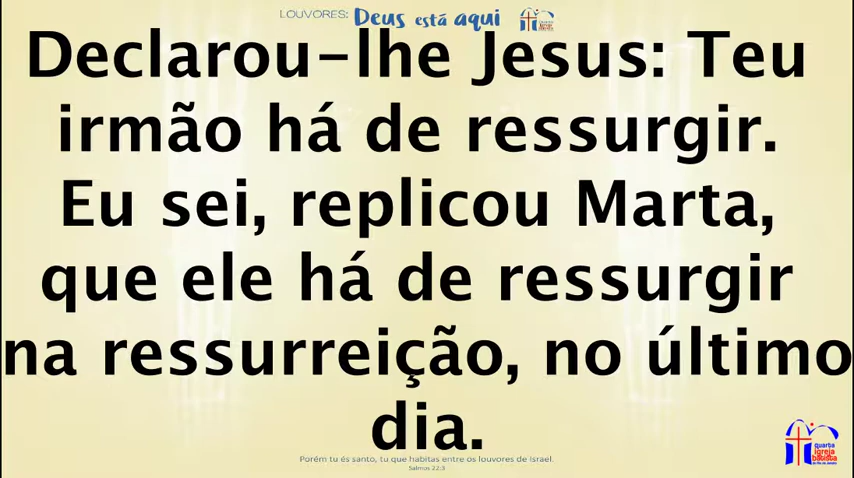 LOUVORES: Deus está aqui
Declarou-lhe Jesus: Teu
irmão há de ressurgir.
Eu sei, replicou Marta,
que ele há de ressurgir
na ressurreição, no último
dia.
Porém tu és santo, tu que habitas entre os louvores de Israel.
Salmos 22:3
quarta
igreja
batista